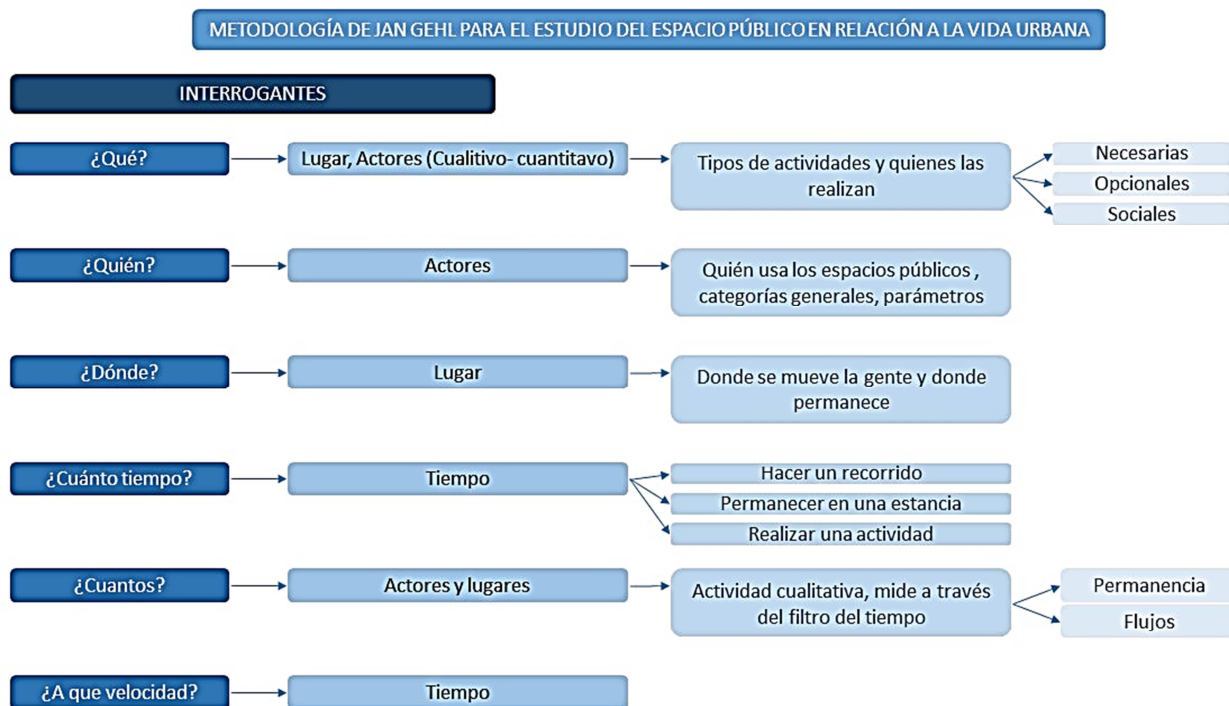 METODOLOGÍA DE JAN GEHL PARA EL ESTUDIO DEL ESPACIO PÚBLICO EN RELACIÓN A LA VIDA URBANA
INTERROGANTES
¿Qué?
Lugar, Actores (Cualitivo- cuantitavo)
Tipos de actividades y quienes las
realizan
Necesarias
Opcionales
Sociales
¿Quién?
Actores
Quién usa los espacios públicos ,
categorías generales, parámetros
¿Dónde?
Lugar
Donde se mueve la gente y donde
permanece
¿Cuánto tiempo?
Tiempo
Hacer un recorrido
Permanecer en una estancia
Realizar una actividad
¿Cuantos?
Actores y lugares
Actividad cualitativa, mide a través
del filtro del tiempo
Permanencia
Flujos
¿A que velocidad?
Tiempo